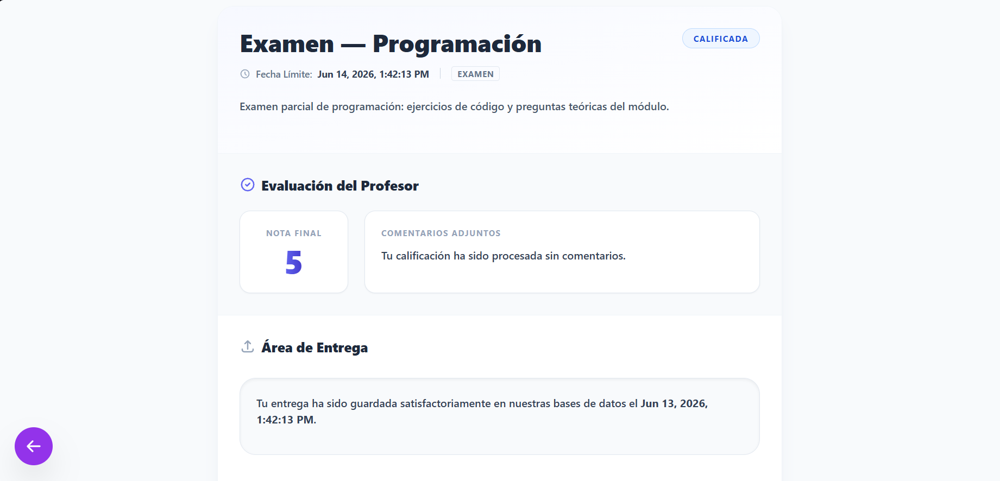 Examen — Programación
CALIFICADA
Fecha Límite: Jun 14, 2026, 1:42:13 PM
EXAMEN
Examen parcial de programación: ejercicios de código y preguntas teóricas del módulo.
Evaluación del Profesor
NOTA FINAL
5
COMENTARIOS ADJUNTOS
Tu calificación ha sido procesada sin comentarios.
Área de Entrega
Tu entrega ha sido guardada satisfactoriamente en nuestras bases de datos el Jun 13, 2026,
1:42:13 PM.